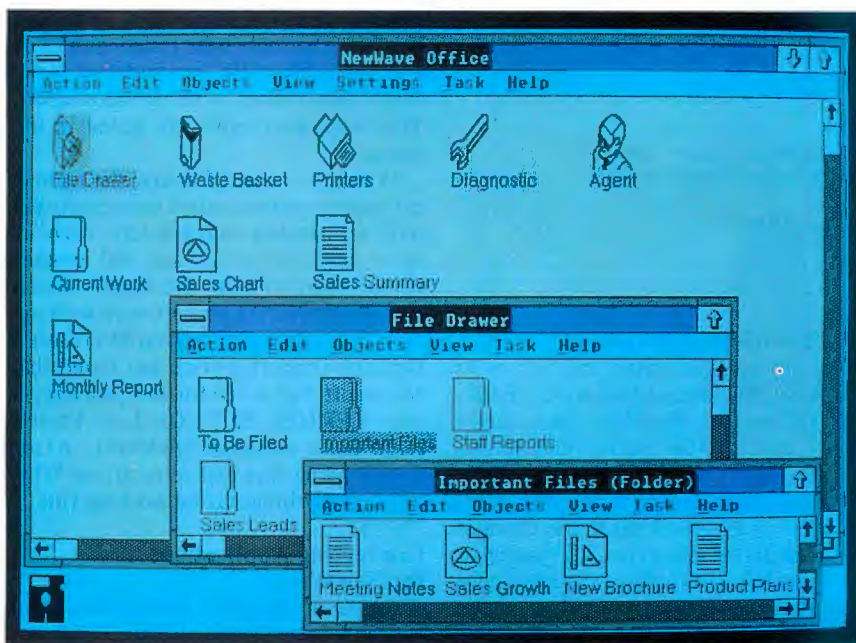 NewWave Office
Action Edit Objects View Settings Task Help
File Drawer Waste Basket Printers Diagnostic Agent
Current Work Sales Chart Sales Summary
File Drawer
Action Edit Objects View Task Help
Monthly Report
To Be Filed Important Files Staff Reports
Important Files (Folder)
Action Edit Objects View Task Help
Sales Leads
Meeting Notes Sales Growth New Brochure Product Plans